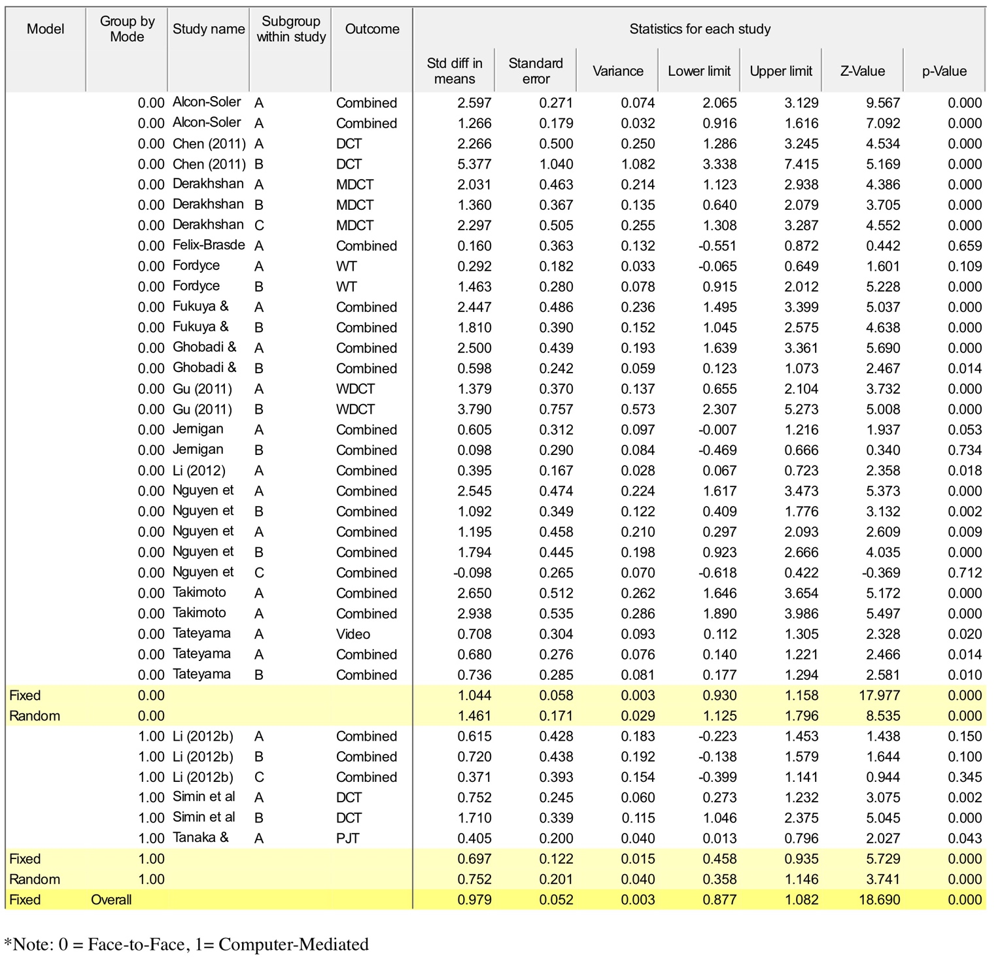 Model Group by Mode Study name Subgroup within study Outcome Statistics for each study
Std diff in means Standard error Variance Lower limit Upper limit Z-Value p-Value
0.00 Alcon-Soler A Combined 2.597 0.271 0.074 2.065 3.129 9.567 0.000
0.00 Alcon-Soler A Combined 1.266 0.179 0.032 0.916 1.616 7.092 0.000
0.00 Chen (2011) A DCT 2.266 0.500 0.250 1.286 3.245 4.534 0.000
0.00 Chen (2011) B DCT 5.377 1.040 1.082 3.338 7.415 5.169 0.000
0.00 Derakhshan A MDCT 2.031 0.463 0.214 1.123 2.938 4.386 0.000
0.00 Derakhshan B MDCT 1.360 0.367 0.135 0.640 2.079 3.705 0.000
0.00 Derakhshan C MDCT 2.297 0.505 0.255 1.308 3.287 4.552 0.000
0.00 Felix-Brasde A Combined 0.160 0.363 0.132 -0.551 0.872 0.442 0.659
0.00 Fordyce A WT 0.292 0.182 0.033 -0.065 0.649 1.601 0.109
0.00 Fordyce B WT 1.463 0.280 0.078 0.915 2.012 5.228 0.000
0.00 Fukuya & A Combined 2.447 0.486 0.236 1.495 3.399 5.037 0.000
0.00 Fukuya & B Combined 1.810 0.390 0.152 1.045 2.575 4.638 0.000
0.00 Ghobadi & A Combined 2.500 0.439 0.193 1.639 3.361 5.690 0.000
0.00 Ghobadi & B Combined 0.598 0.242 0.059 0.123 1.073 2.467 0.014
0.00 Gu (2011) A WDCT 1.379 0.370 0.137 0.655 2.104 3.732 0.000
0.00 Gu (2011) B WDCT 3.790 0.757 0.573 2.307 5.273 5.008 0.000
0.00 Jernigan A Combined 0.605 0.312 0.097 -0.007 1.216 1.937 0.053
0.00 Jernigan B Combined 0.098 0.290 0.084 -0.469 0.666 0.340 0.734
0.00 Li (2012) A Combined 0.395 0.167 0.028 0.067 0.723 2.358 0.018
0.00 Nguyen et A Combined 2.545 0.474 0.224 1.617 3.473 5.373 0.000
0.00 Nguyen et B Combined 1.092 0.349 0.122 0.409 1.776 3.132 0.002
0.00 Nguyen et A Combined 1.195 0.458 0.210 0.297 2.093 2.609 0.009
0.00 Nguyen et B Combined 1.794 0.445 0.198 0.923 2.666 4.035 0.000
0.00 Nguyen et C Combined -0.098 0.265 0.070 -0.618 0.422 -0.369 0.712
0.00 Takimoto A Combined 2.650 0.512 0.262 1.646 3.654 5.172 0.000
0.00 Takimoto A Combined 2.938 0.535 0.286 1.890 3.986 5.497 0.000
0.00 Tateyama A Video 0.708 0.304 0.093 0.112 1.305 2.328 0.020
0.00 Tateyama A Combined 0.680 0.276 0.076 0.140 1.221 2.466 0.014
0.00 Tateyama B Combined 0.736 0.285 0.081 0.177 1.294 2.581 0.010
Fixed 0.00 1.044 0.058 0.003 0.930 1.158 17.977 0.000
Random 0.00 1.461 0.171 0.029 1.125 1.796 8.535 0.000
1.00 Li (2012b) A Combined 0.615 0.428 0.183 -0.223 1.453 1.438 0.150
1.00 Li (2012b) B Combined 0.720 0.438 0.192 -0.138 1.579 1.644 0.100
1.00 Li (2012b) C Combined 0.371 0.393 0.154 -0.399 1.141 0.944 0.345
1.00 Simin et al A DCT 0.752 0.245 0.060 0.273 1.232 3.075 0.002
1.00 Simin et al B DCT 1.710 0.339 0.115 1.046 2.375 5.045 0.000
1.00 Tanaka & A PJT 0.405 0.200 0.040 0.013 0.796 2.027 0.043
Fixed 1.00 0.697 0.122 0.015 0.458 0.935 5.729 0.000
Random 1.00 0.752 0.201 0.040 0.358 1.146 3.741 0.000
Fixed Overall 0.979 0.052 0.003 0.877 1.082 18.690 0.000
*Note: 0 = Face-to-Face, 1= Computer-Mediated